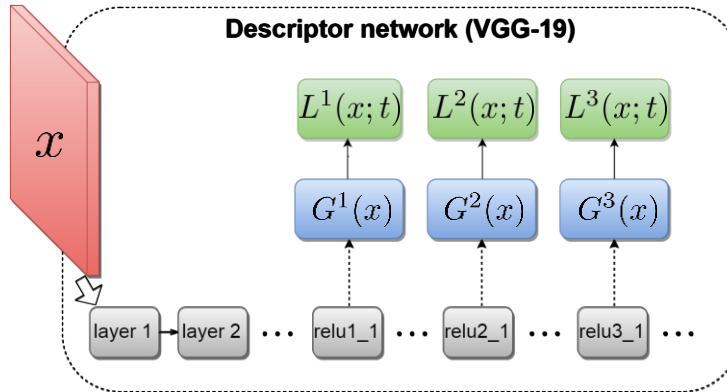 Descriptor network (VGG-19)
x
L¹(x; t) L²(x; t) L³(x; t)
G¹(x) G²(x) G³(x)
layer 1 layer 2 ... relu1_1 ... relu2_1 ... relu3_1 ...